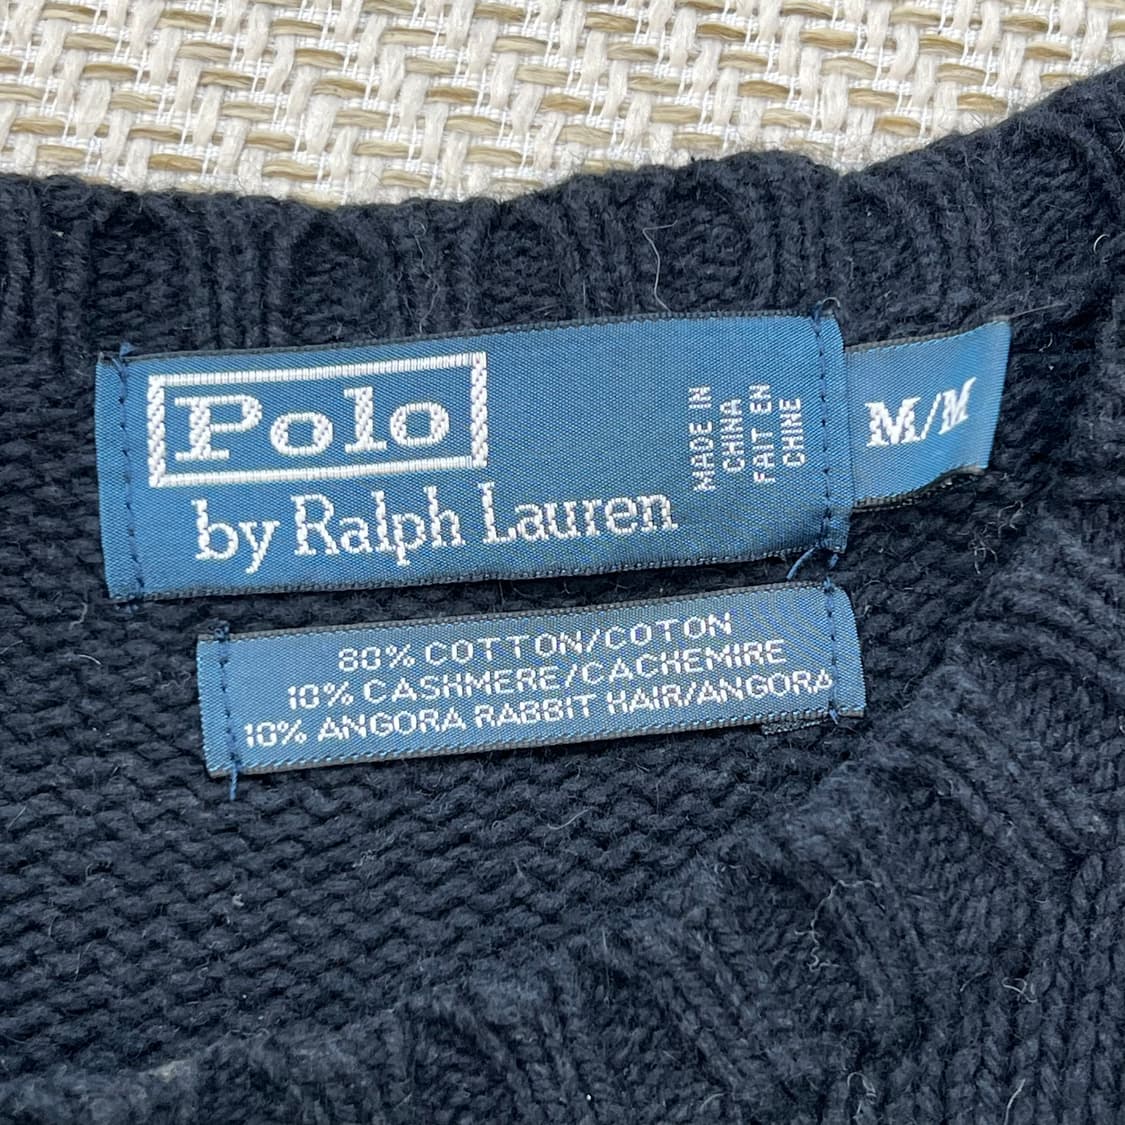 Polo
by Ralph Lauren
MADE IN
CHINA
FAIT EN
CHINE
M/M
80% COTTON/COTON
10% CASHMERE/CACHEMIRE
10% ANGORA RABBIT HAIR/ANGORA